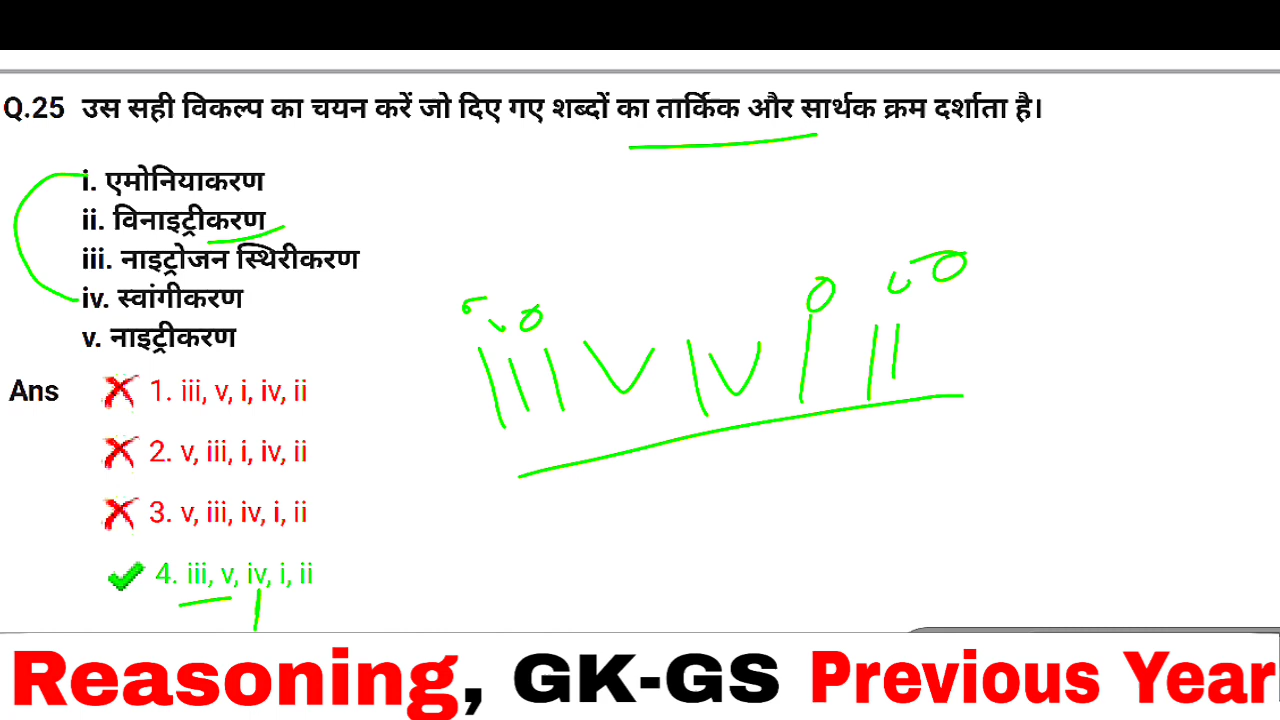 Q.25 उस सही विकल्प का चयन करें जो दिए गए शब्दों का तार्किक और सार्थक क्रम दर्शाता है।
i. एमोनियाकरण
ii. विनाइट्रीकरण
iii. नाइट्रोजन स्थिरीकरण
iv. स्वांगीकरण
v. नाइट्रीकरण
Ans 1. iii, v, i, iv, ii
2. v, iii, i, iv, ii
3. v, iii, iv, i, ii
4. iii, v, iv, i, ii
iii v iv i ii
Reasoning, GK-GS Previous Year